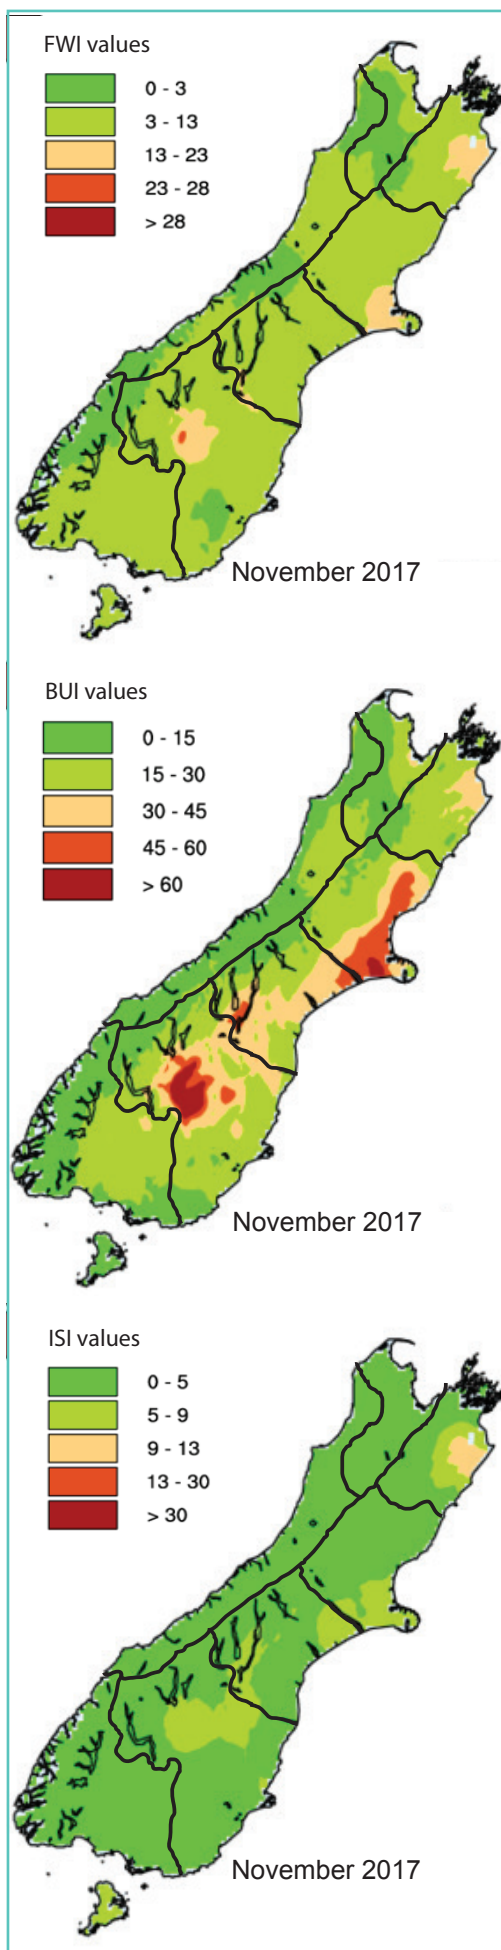 FWI values
0 - 3
3 - 13
13 - 23
23 - 28
> 28
November 2017
BUI values
0 - 15
15 - 30
30 - 45
45 - 60
> 60
November 2017
ISI values
0 - 5
5 - 9
9 - 13
13 - 30
> 30
November 2017